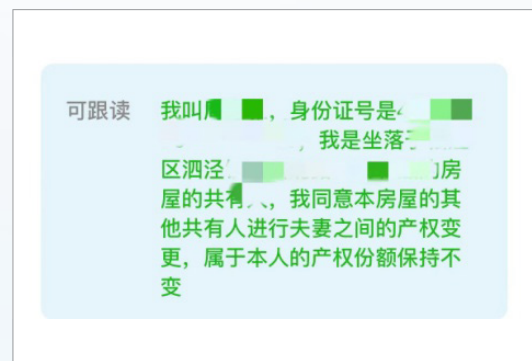 可跟读 我叫，身份证号是
，我是坐落
区泗泾房
屋的共有人，我同意本房屋的其
他共有人进行夫妻之间的产权变
更，属于本人的产权份额保持不
变